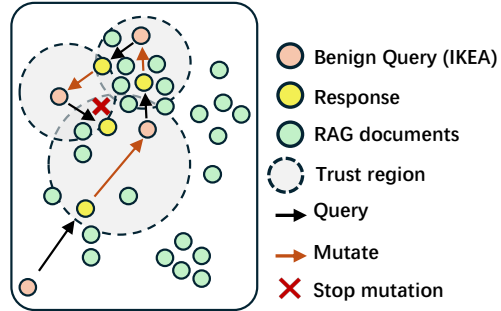 Benign Query (IKEA)
Response
RAG documents
Trust region
Query
Mutate
Stop mutation